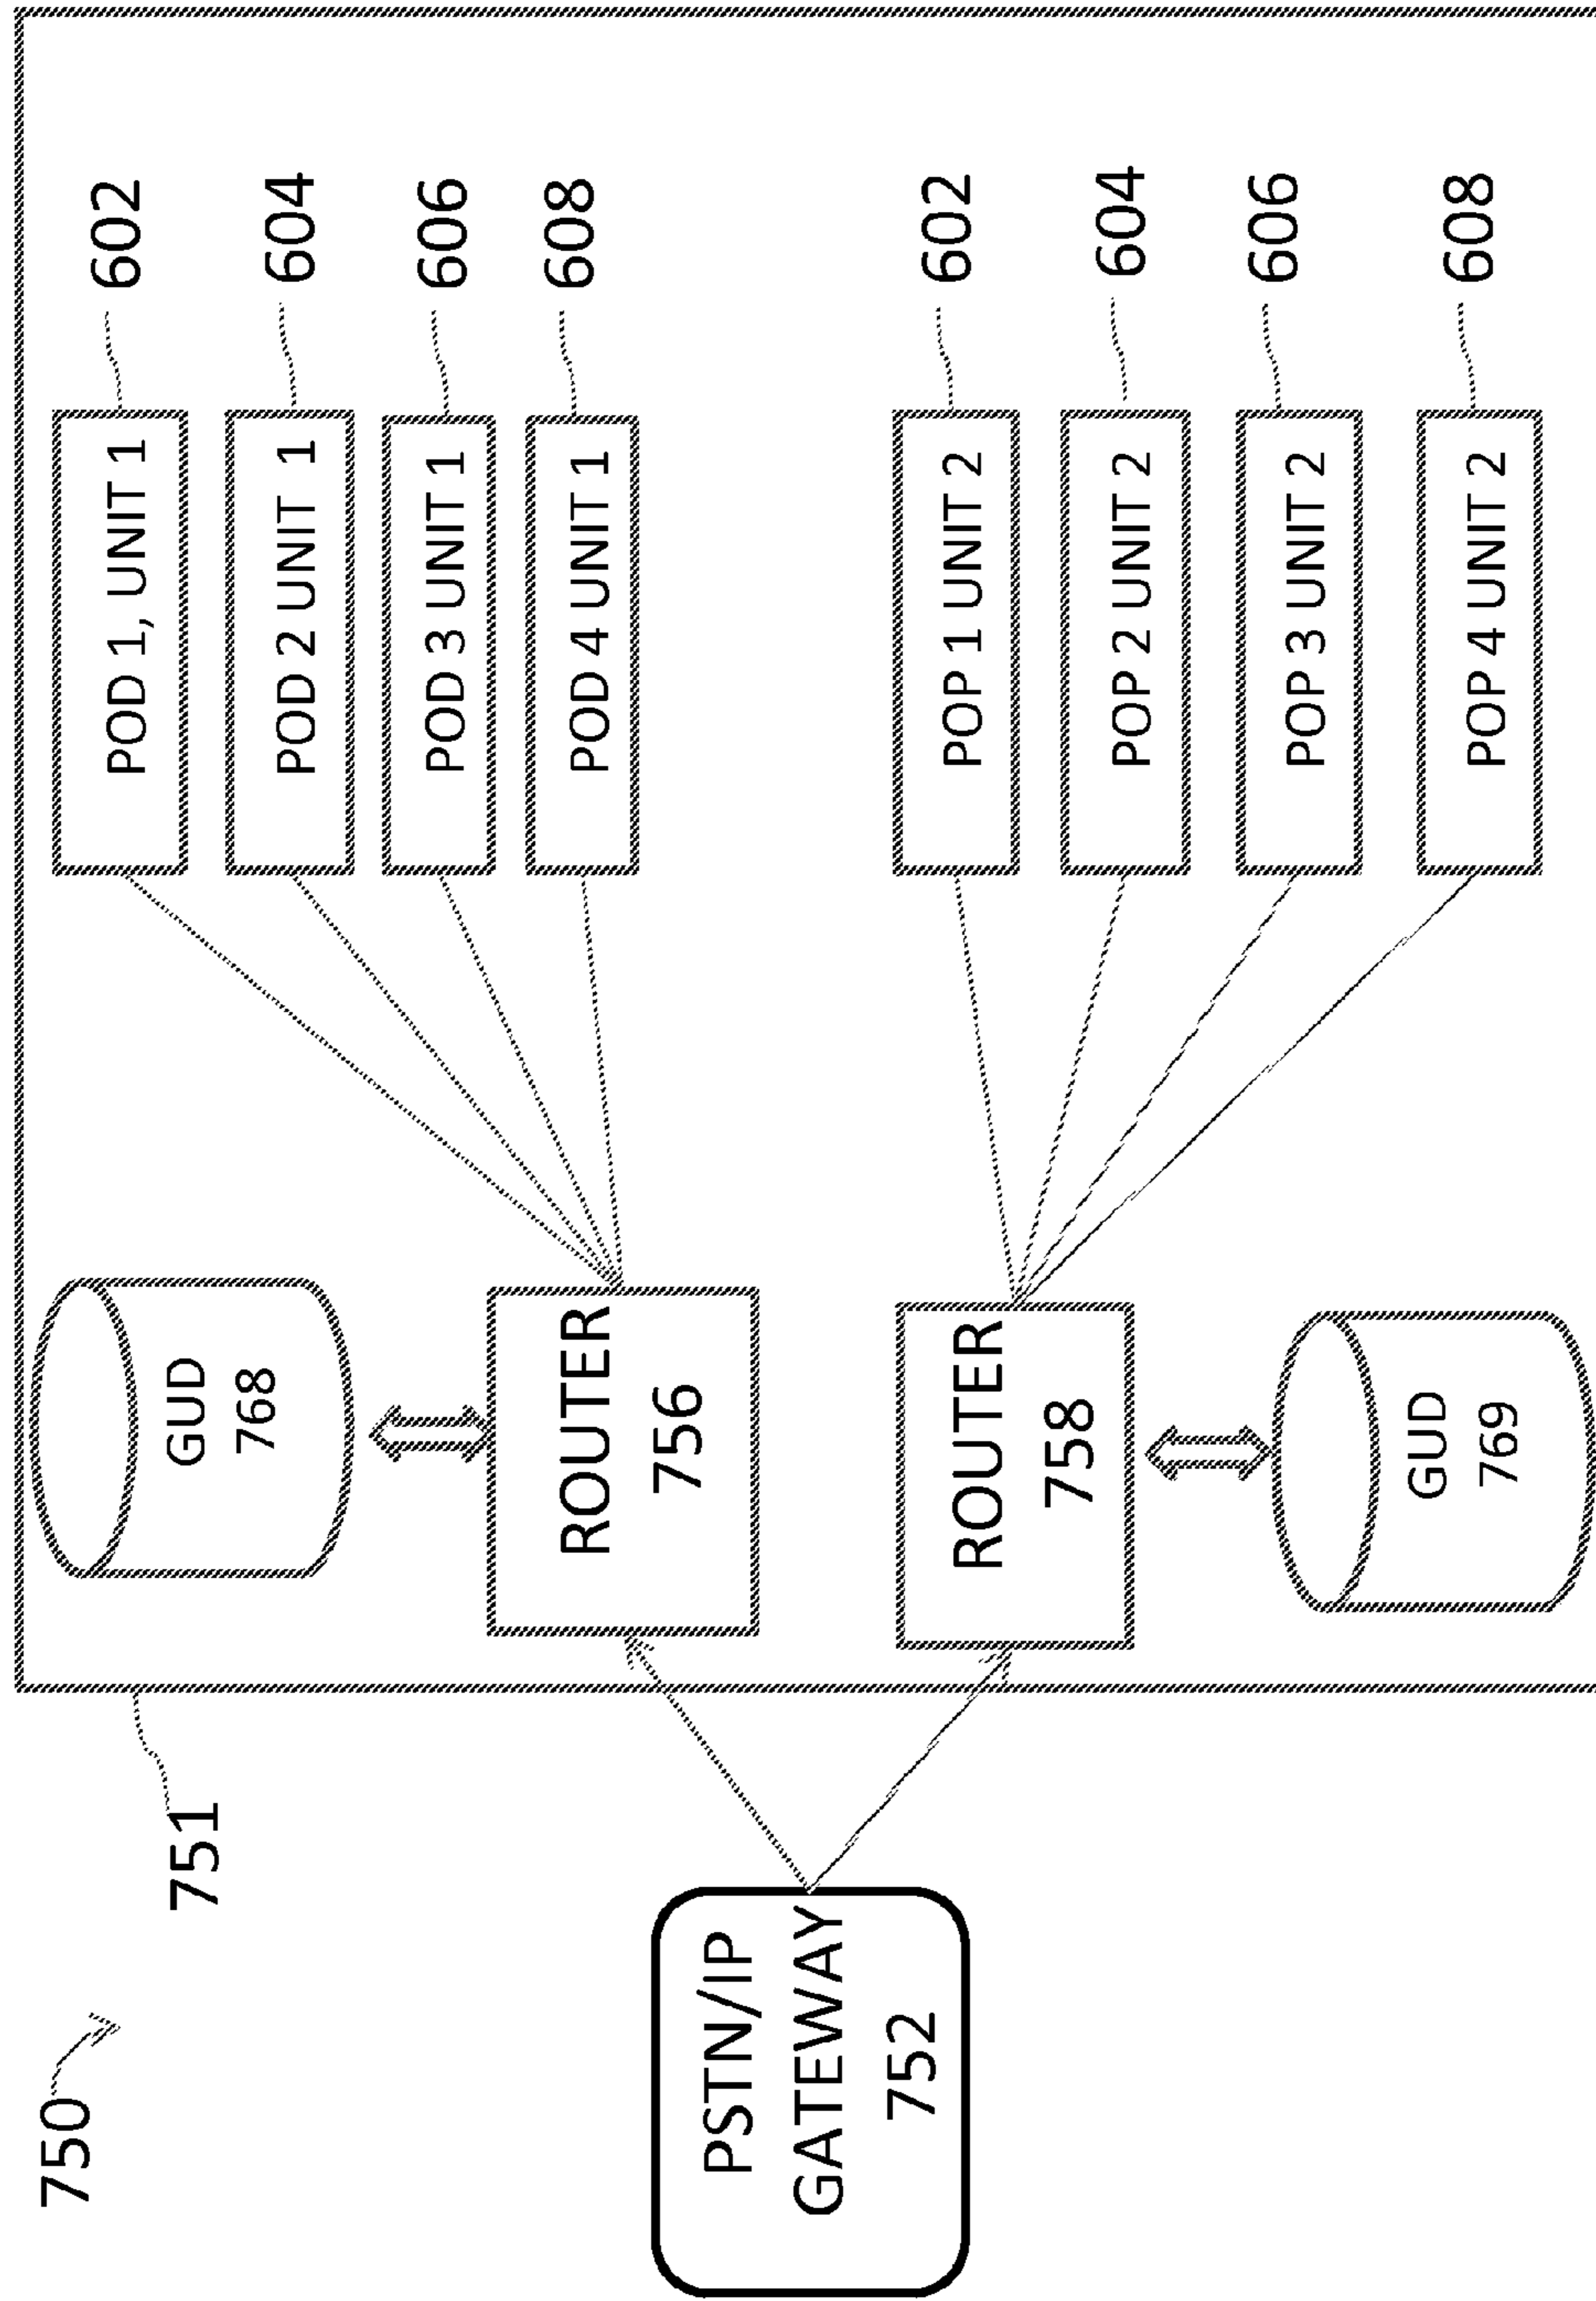 750
751
PSTN/IP
GATEWAY
752
GUD
768
ROUTER
756
ROUTER
758
GUD
769
POD 1, UNIT 1
602
POD 2 UNIT 1
604
POD 3 UNIT 1
606
POD 4 UNIT 1
608
POP 1 UNIT 2
602
POP 2 UNIT 2
604
POP 3 UNIT 2
606
POP 4 UNIT 2
608